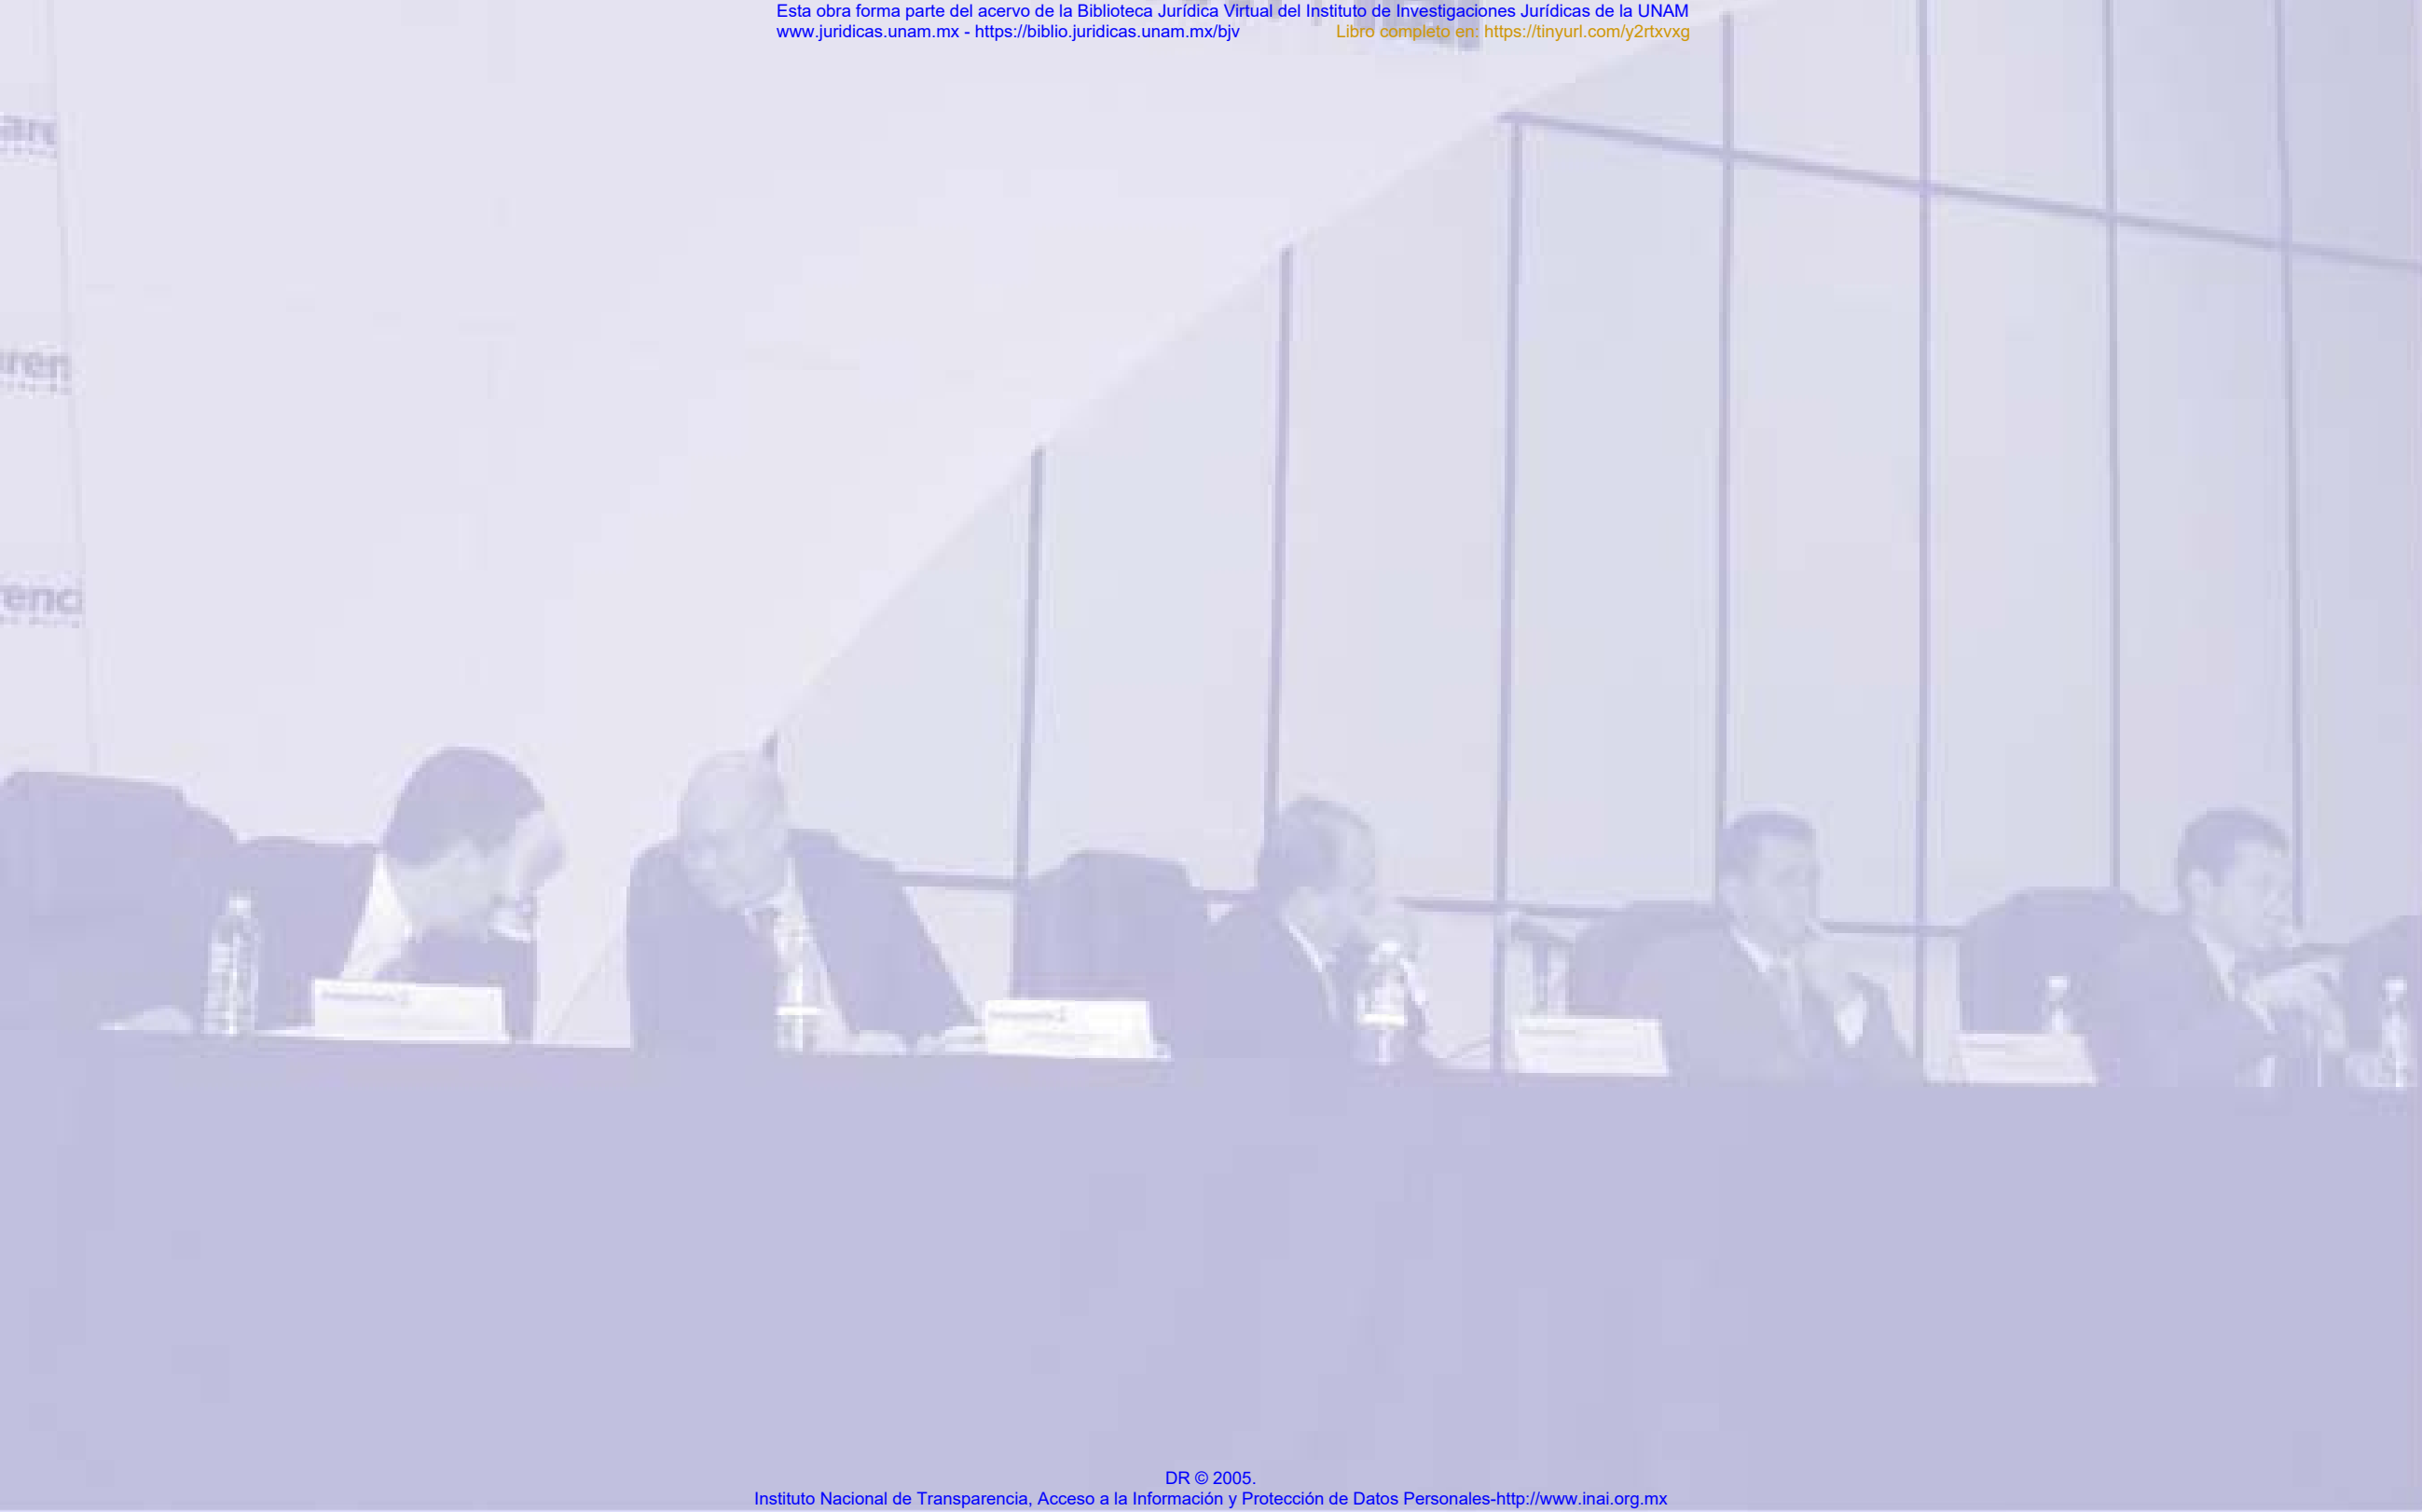 Esta obra forma parte del acervo de la Biblioteca Jurídica Virtual del Instituto de Investigaciones Jurídicas de la UNAM
www.juridicas.unam.mx - https://biblio.juridicas.unam.mx/bjv Libro completo en: https://tinyurl.com/y2rtxvxg
aren
renc
DR © 2005.
Instituto Nacional de Transparencia, Acceso a la Información y Protección de Datos Personales-http://www.inai.org.mx